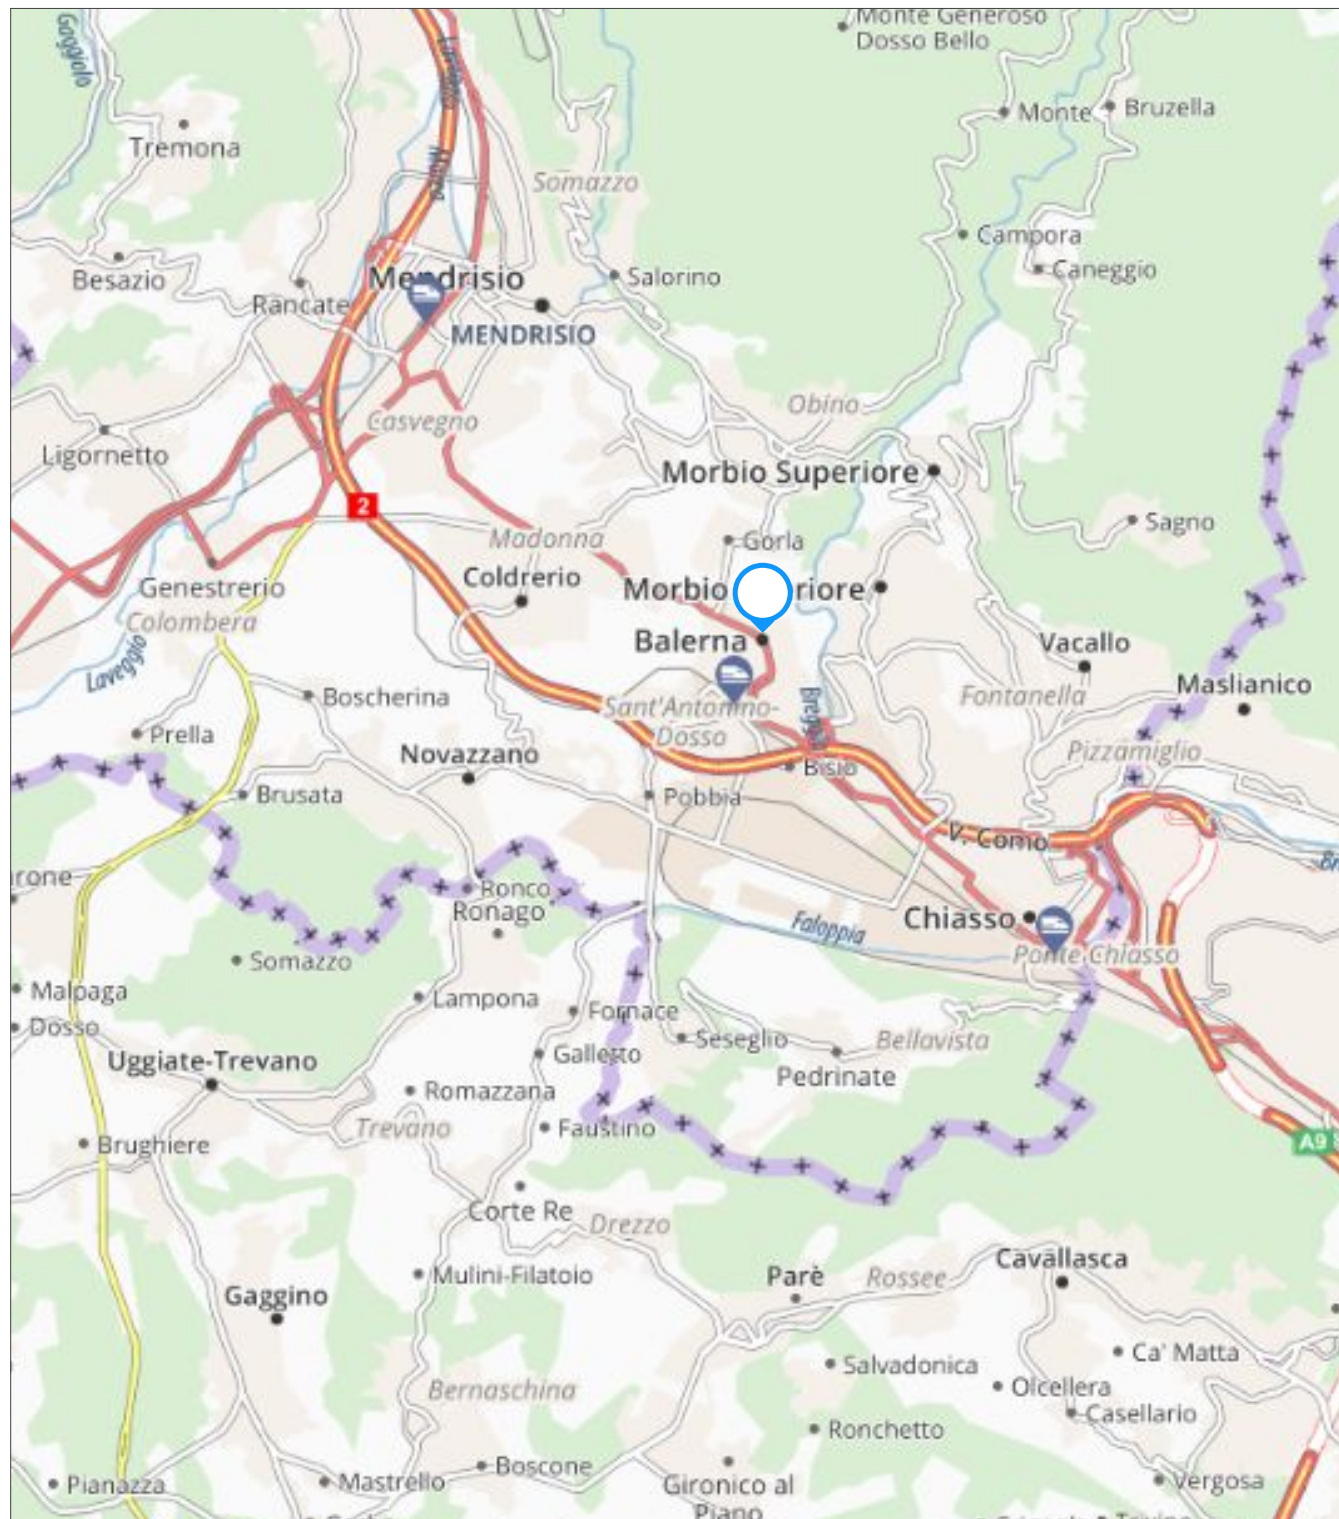 Gaggiolo
Laveggio
Monte Generoso
Dosso Bello
Tremona
Monte
Bruzella
Somazzo
Campora
Besazio
Mendrisio
Salorino
Caneggio
Rancate
MENDRISIO
Obino
Casvegno
Ligornetto
Morbio Superiore
2
Sagno
Madonna
Gorla
Genestrerio
Coldrerio
Morbio riore
Colombera
Balerna
Vacallo
Laveggio
Boscherina
Fontanella
Maslianico
Sant'Antonino-
Dosso
Breggia
Prella
Novazzano
Pizzamiglio
Bisio
Brusata
Pobbia
V. Como
rone
Ronco
Ronago
Chiasso
Faloppia
Ponte Chiasso
Somazzo
Malpaga
Lampona
Dosso
Fornace
Seseglio
Bellavista
Uggiate-Trevano
Galletto
Pedrinate
Romazzana
Trevano
Faustino
Brughiere
A9
Corte Re
Drezzo
Mulini-Filatoio
Parè
Rossee
Cavallasca
Gaggino
Salvadonica
Ca' Matta
Bernaschina
Olcellera
Casellario
Ronchetto
Pianazza
Mastrello
Boscone
Gironico al
Piano
Vergosa